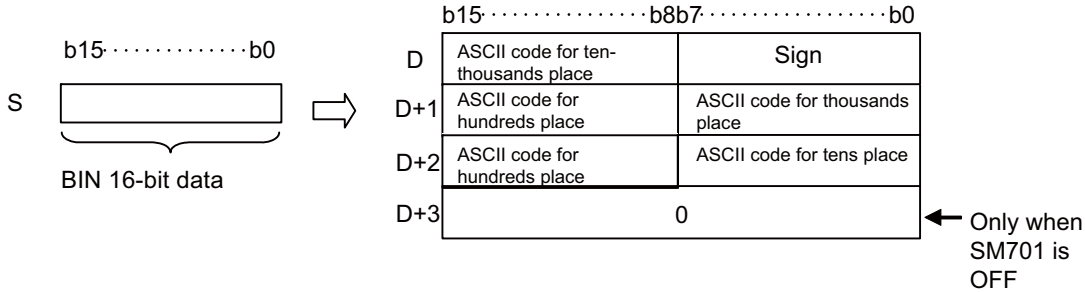 b15···············b8b7···············b0
b15·············b0
D
ASCII code for ten-
thousands place
Sign
S
D+1
ASCII code for
hundreds place
ASCII code for thousands
place
D+2
ASCII code for
hundreds place
ASCII code for tens place
BIN 16-bit data
D+3
0
Only when
SM701 is
OFF